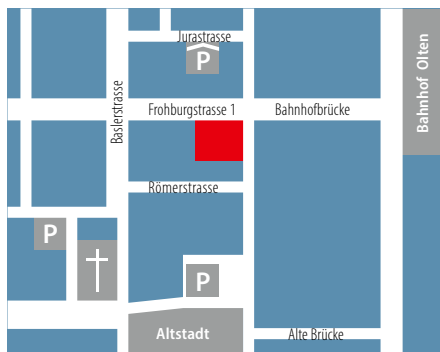 Jurastrasse
P
Bahnhof Olten
Baslerstrasse
Frohburgstrasse 1
Bahnhofbrücke
Römerstrasse
P
P
Altstadt
Alte Brücke